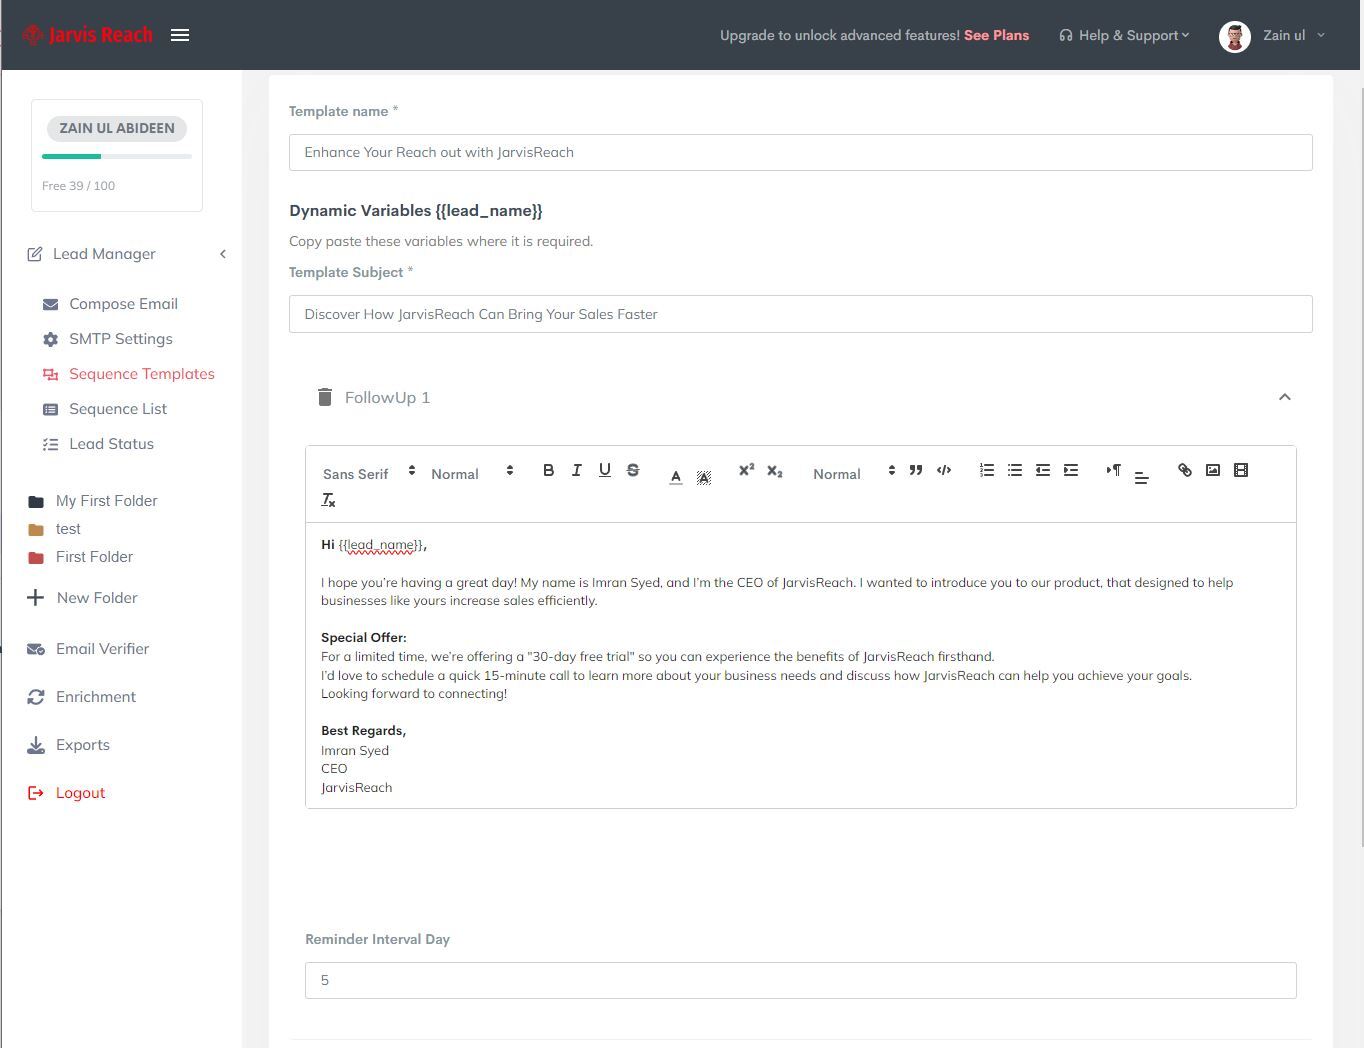 Jarvis Reach
Upgrade to unlock advanced features! See Plans
Help & Support
Zain ul
ZAIN UL ABIDEEN
Free 39 / 100
Lead Manager
Compose Email
SMTP Settings
Sequence Templates
Sequence List
Lead Status
My First Folder
test
First Folder
New Folder
Email Verifier
Enrichment
Exports
Logout
Template name *
Enhance Your Reach out with JarvisReach
Dynamic Variables {{lead_name}}
Copy paste these variables where it is required.
Template Subject *
Discover How JarvisReach Can Bring Your Sales Faster
FollowUp 1
Sans Serif Normal B I U S A A X² X₂ Normal
Hi {{lead_name}},
I hope you're having a great day! My name is Imran Syed, and I'm the CEO of JarvisReach. I wanted to introduce you to our product, that designed to help
businesses like yours increase sales efficiently.
Special Offer:
For a limited time, we're offering a "30-day free trial" so you can experience the benefits of JarvisReach firsthand.
I'd love to schedule a quick 15-minute call to learn more about your business needs and discuss how JarvisReach can help you achieve your goals.
Looking forward to connecting!
Best Regards,
Imran Syed
CEO
JarvisReach
Reminder Interval Day
5